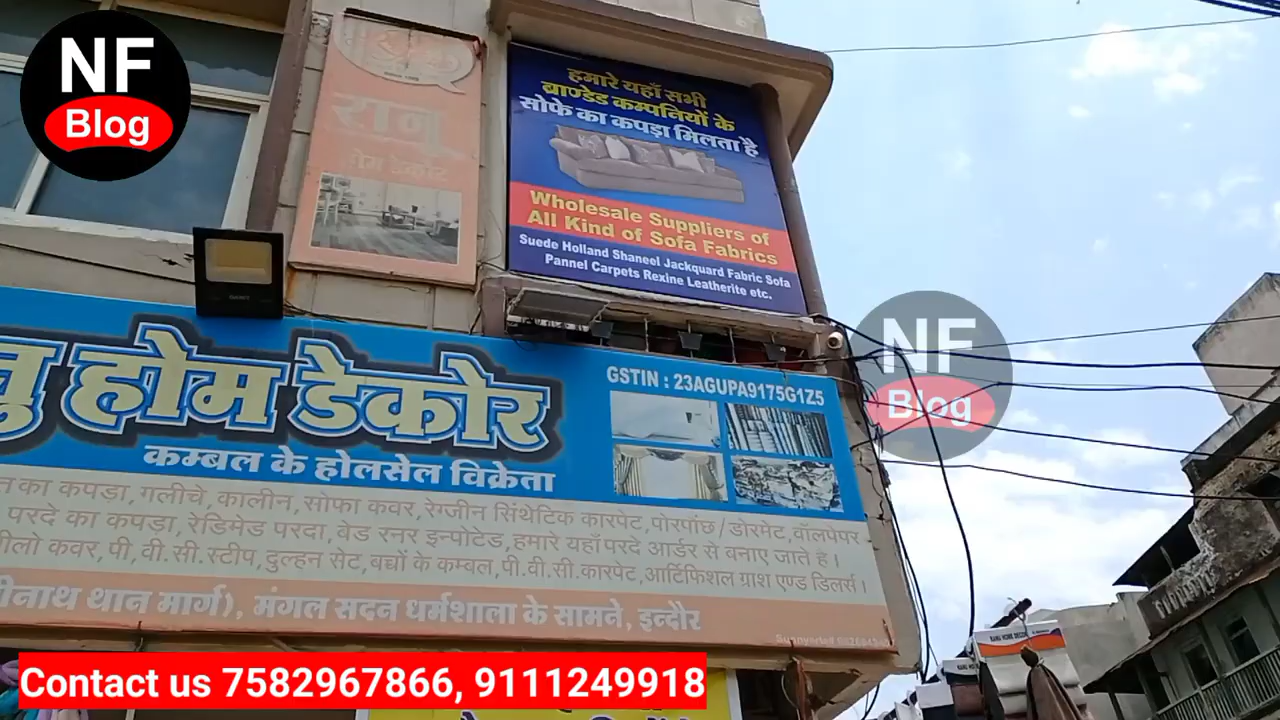 NF
Blog
रानू
होम डेकोर
हमारे यहाँ सभी
ब्राण्डेड कम्पनियों के
सोफे का कपड़ा मिलता है
Wholesale Suppliers of
All Kind of Sofa Fabrics
Suede Holland Shaneel Jackquard Fabric Sofa
Pannel Carpets Rexine Leatherite etc.
NF
Blog
GSTIN : 23AGUPA9175G1Z5
होम डेकोर
कम्बल के होलसेल विक्रेता
का कपड़ा, गलीचे, कालीन, सोफा कवर, रेग्जीन सिंथेटिक कारपेट, पोरपांछ / डोरमेट, वॉलपेपर
परदे का कपड़ा, रेडिमेड परदा, बेड रनर इन्पोटेड, हमारे यहाँ परदे आर्डर से बनाए जाते है ।
कवर, पी.वी.सी.स्टीप, दुल्हन सेट, बच्चों के कम्बल, पी.वी.सी.कारपेट, आर्टिफिशल ग्राश एण्ड डिलर्स ।
थान मार्ग), मंगल सदन धर्मशाला के सामने, इन्दौर
Contact us 7582967866, 9111249918